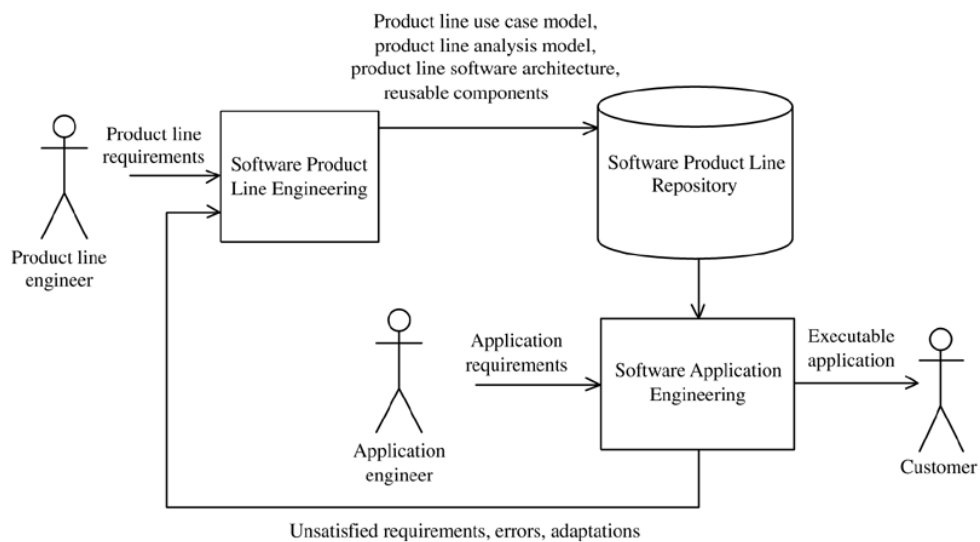 Product line use case model,
product line analysis model,
product line software architecture,
reusable components
Product line
requirements
Software Product
Line Engineering
Software Product Line
Repository
Product line
engineer
Application
requirements
Software Application
Engineering
Executable
application
Application
engineer
Customer
Unsatisfied requirements, errors, adaptations